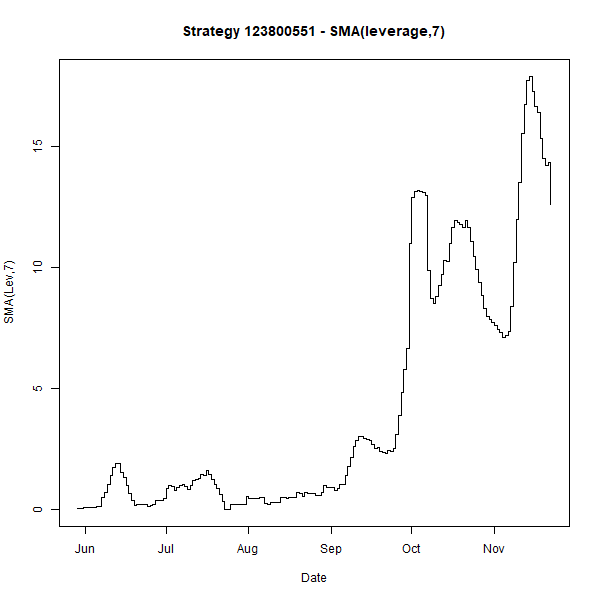 Strategy 123800551 - SMA(leverage,7)
SMA(Lev,7)
15
10
5
0
Jun Jul Aug Sep Oct Nov
Date